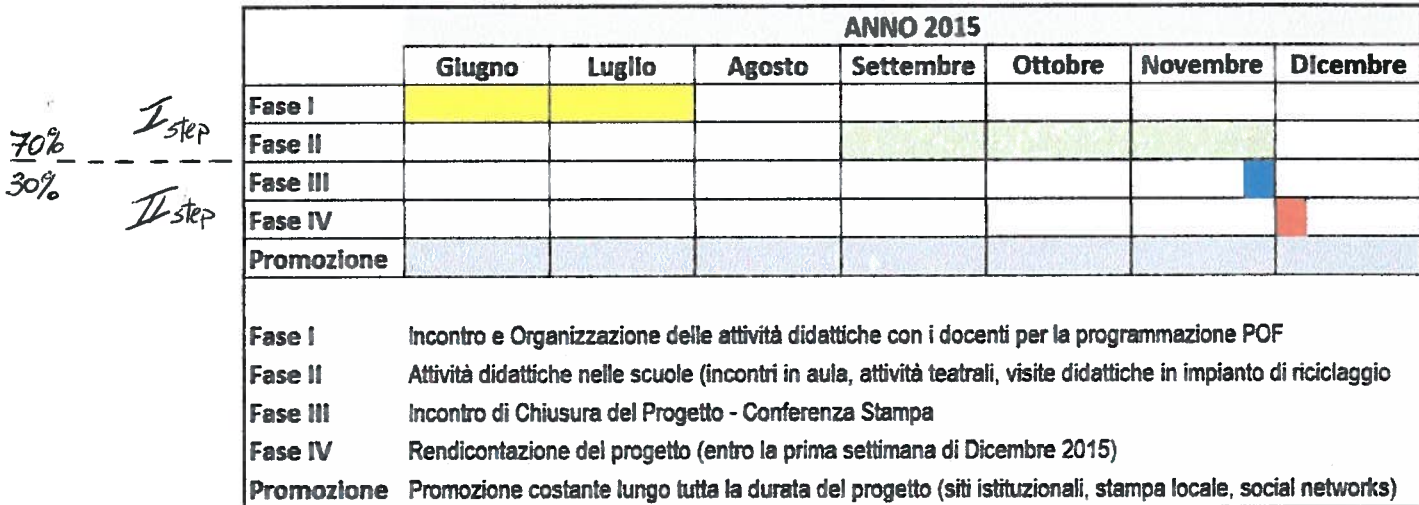 ANNO 2015
Giugno Luglio Agosto Settembre Ottobre Novembre Dicembre
Fase I
Fase II
Fase III
Fase IV
Promozione
I step
70%
30%
II step
Fase I Incontro e Organizzazione delle attività didattiche con i docenti per la programmazione POF
Fase II Attività didattiche nelle scuole (incontri in aula, attività teatrali, visite didattiche in impianto di riciclaggio
Fase III Incontro di Chiusura del Progetto - Conferenza Stampa
Fase IV Rendicontazione del progetto (entro la prima settimana di Dicembre 2015)
Promozione Promozione costante lungo tutta la durata del progetto (siti istituzionali, stampa locale, social networks)